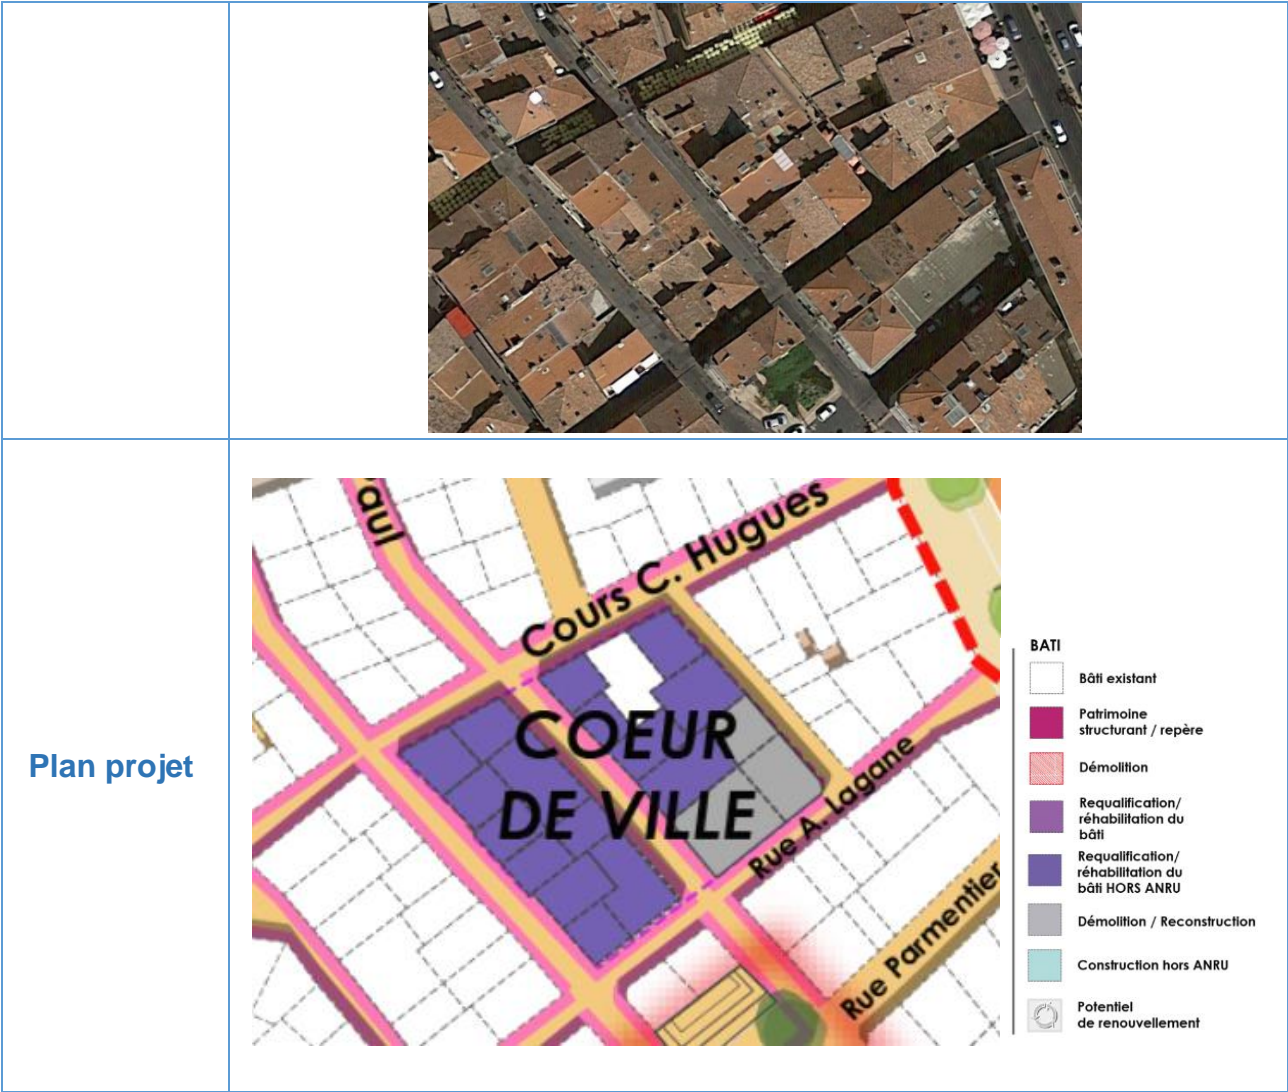 Plan projet
aul
Cours C. Hugues
COEUR
DE VILLE
Rue A. Lagane
Rue Parmentier
BATI
Bâti existant
Patrimoine
structurant / repère
Démolition
Requalification/
réhabilitation du
bâti
Requalification/
réhabilitation du
bâti HORS ANRU
Démolition / Reconstruction
Construction hors ANRU
Potentiel
de renouvellement